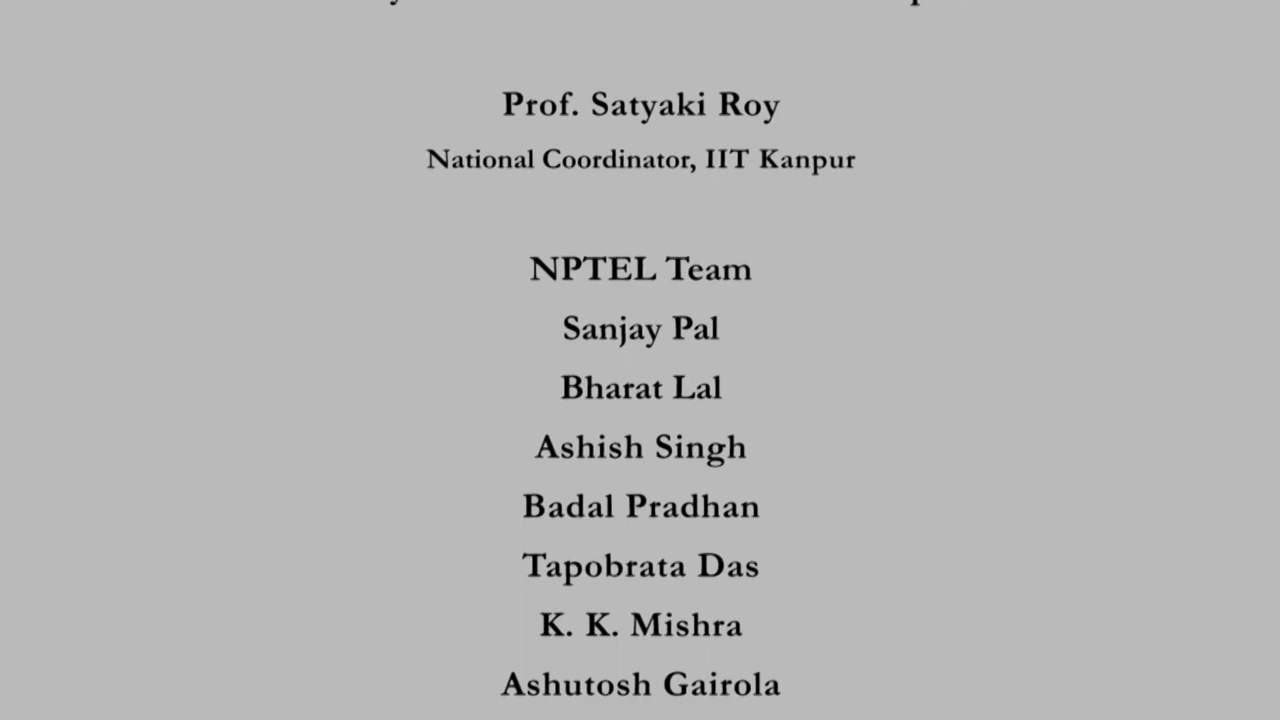 Prof. Satyaki Roy
National Coordinator, IIT Kanpur
NPTEL Team
Sanjay Pal
Bharat Lal
Ashish Singh
Badal Pradhan
Tapobrata Das
K. K. Mishra
Ashutosh Gairola